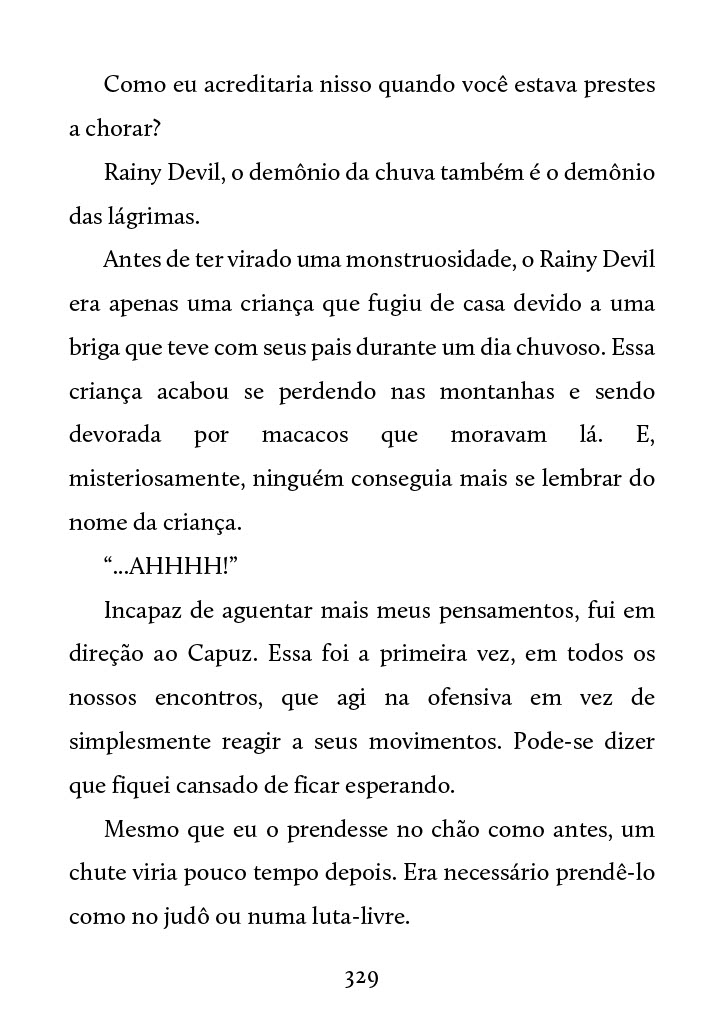 Como eu acreditaria nisso quando você estava prestes
a chorar?
Rainy Devil, o demônio da chuva também é o demônio
das lágrimas.
Antes de ter virado uma monstruosidade, o Rainy Devil
era apenas uma criança que fugiu de casa devido a uma
briga que teve com seus pais durante um dia chuvoso. Essa
criança acabou se perdendo nas montanhas e sendo
devorada por macacos que moravam lá. E,
misteriosamente, ninguém conseguia mais se lembrar do
nome da criança.
“...AHHHH!”
Incapaz de aguentar mais meus pensamentos, fui em
direção ao Capuz. Essa foi a primeira vez, em todos os
nossos encontros, que agi na ofensiva em vez de
simplesmente reagir a seus movimentos. Pode-se dizer
que fiquei cansado de ficar esperando.
Mesmo que eu o prendesse no chão como antes, um
chute viria pouco tempo depois. Era necessário prendê-lo
como no judô ou numa luta-livre.
329